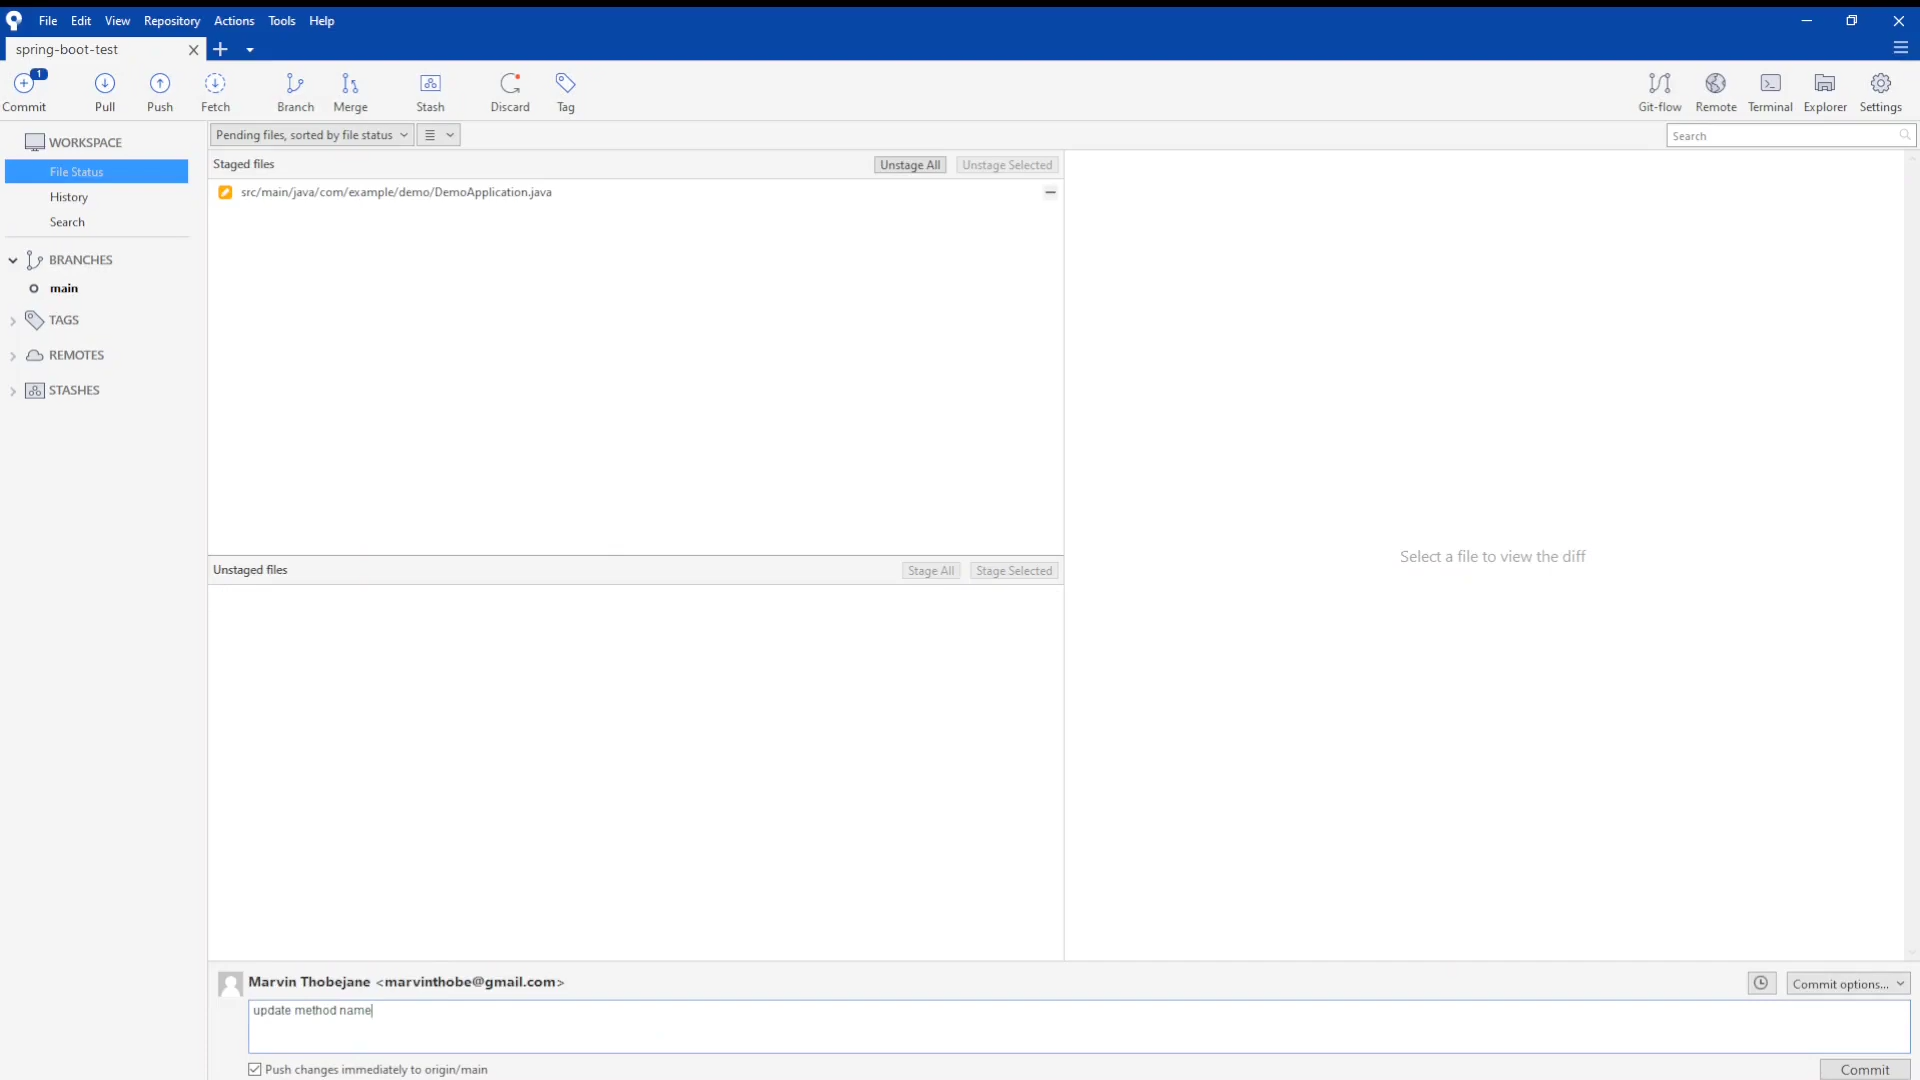 File Edit View Repository Actions Tools Help
spring-boot-test
1
Commit Pull Push Fetch Branch Merge Stash Discard Tag Git-flow Remote Terminal Explorer Settings
WORKSPACE
File Status
History
Search
BRANCHES
main
TAGS
REMOTES
STASHES
Pending files, sorted by file status
Search
Staged files Unstage All Unstage Selected
src/main/java/com/example/demo/DemoApplication.java
Unstaged files Stage All Stage Selected
Select a file to view the diff
Marvin Thobejane <marvinthobe@gmail.com> Commit options...
update method name
Push changes immediately to origin/main Commit